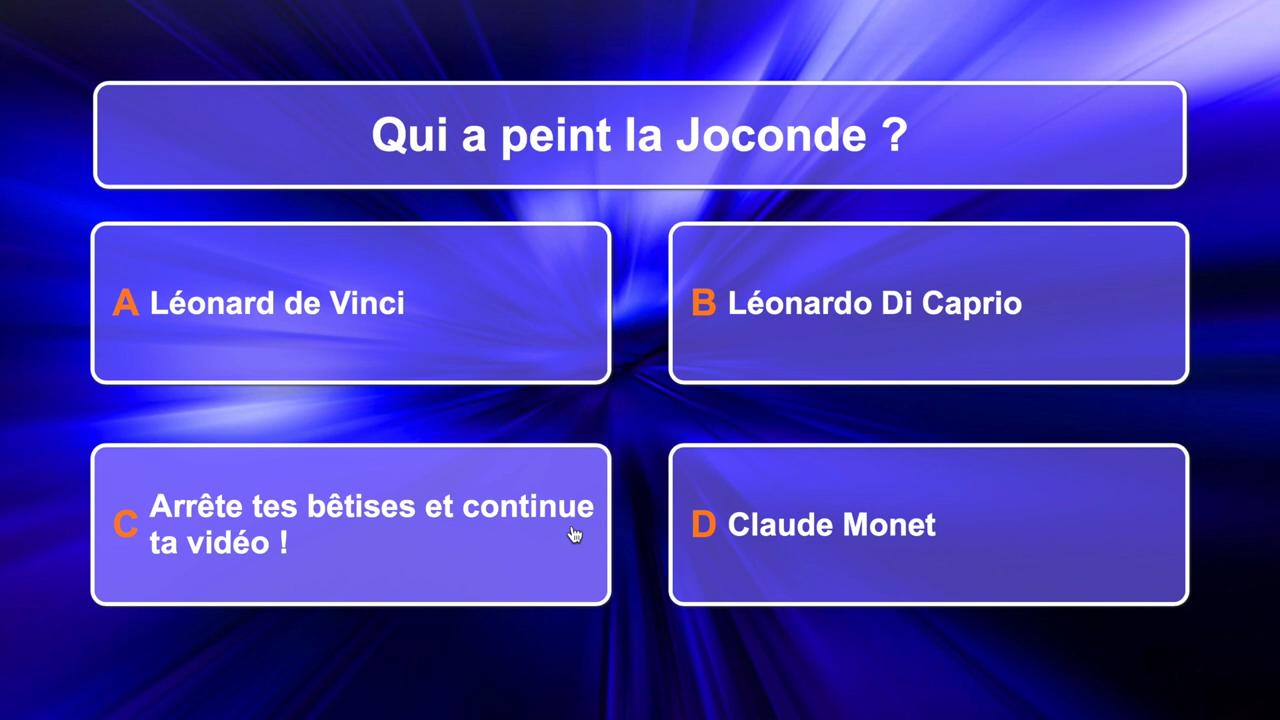 Qui a peint la Joconde ?
A Léonard de Vinci
B Léonardo Di Caprio
C Arrête tes bêtises et continue
ta vidéo !
D Claude Monet